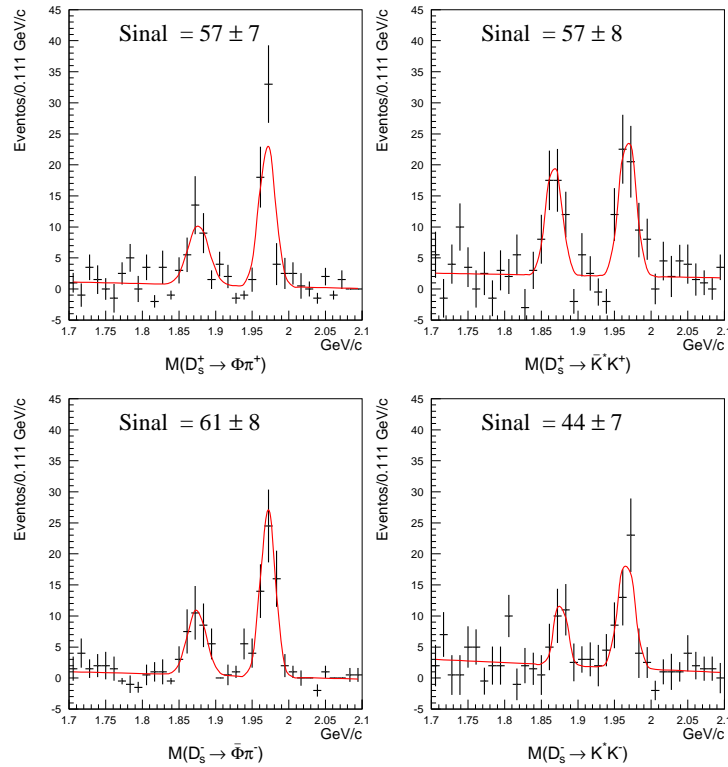 Sinal = 57 ± 7
Eventos/0.111 GeV/c
45
40
35
30
25
20
15
10
5
0
-5
1.7 1.75 1.8 1.85 1.9 1.95 2 2.05 2.1
GeV/c
M(D_s^+ → Φπ^+)
Sinal = 57 ± 8
Eventos/0.111 GeV/c
45
40
35
30
25
20
15
10
5
0
-5
1.7 1.75 1.8 1.85 1.9 1.95 2 2.05 2.1
GeV/c
M(D_s^+ → K̄^*K^+)
Sinal = 61 ± 8
Eventos/0.111 GeV/c
45
40
35
30
25
20
15
10
5
0
-5
1.7 1.75 1.8 1.85 1.9 1.95 2 2.05 2.1
GeV/c
M(D_s^- → Φ̄π^-)
Sinal = 44 ± 7
Eventos/0.111 GeV/c
45
40
35
30
25
20
15
10
5
0
-5
1.7 1.75 1.8 1.85 1.9 1.95 2 2.05 2.1
GeV/c
M(D_s^- → K^*K^-)